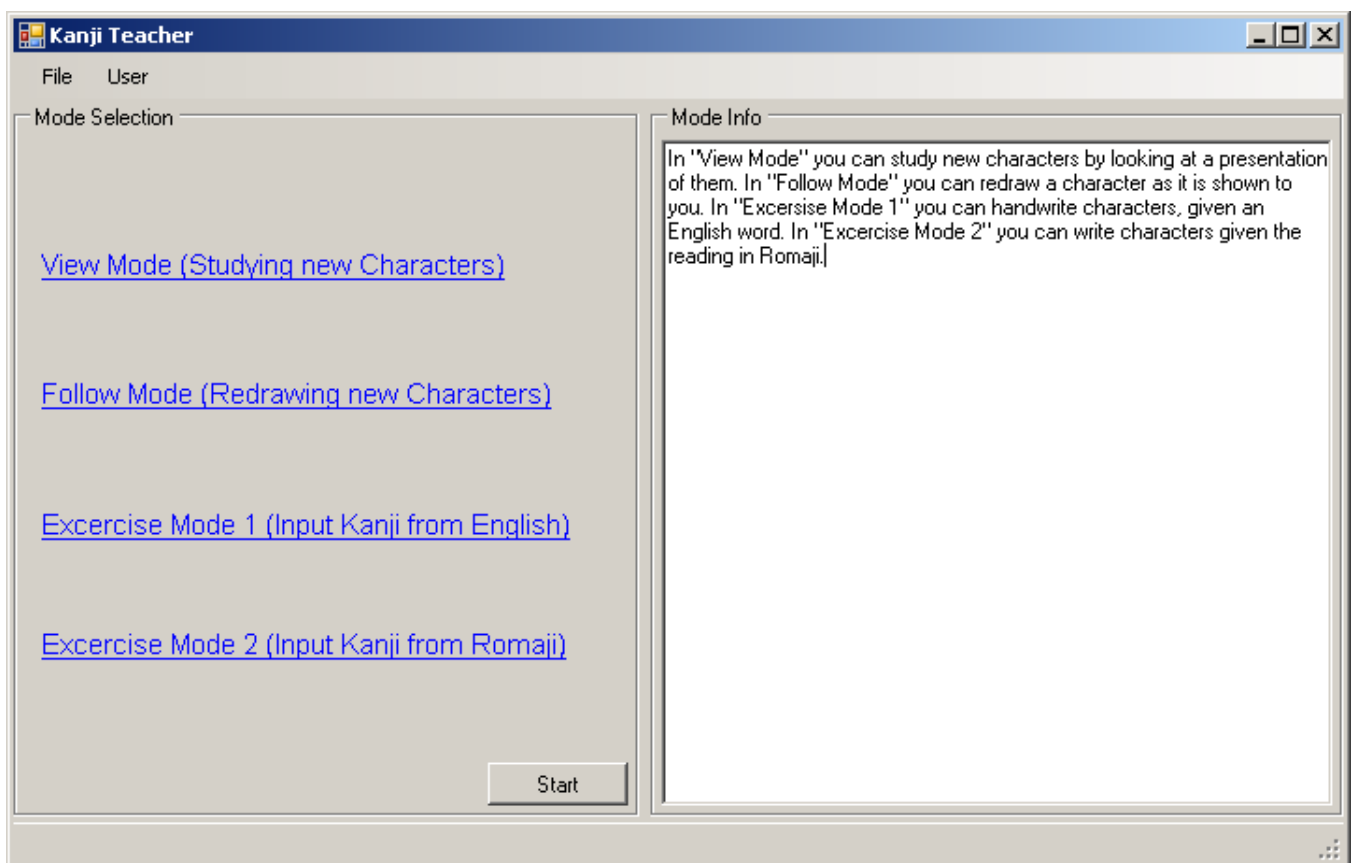 Kanji Teacher
File User
Mode Selection
View Mode (Studying new Characters)
Follow Mode (Redrawing new Characters)
Excercise Mode 1 (Input Kanji from English)
Excercise Mode 2 (Input Kanji from Romaji)
Start
Mode Info
In "View Mode" you can study new characters by looking at a presentation
of them. In "Follow Mode" you can redraw a character as it is shown to
you. In "Excersise Mode 1" you can handwrite characters, given an
English word. In "Excercise Mode 2" you can write characters given the
reading in Romaji.